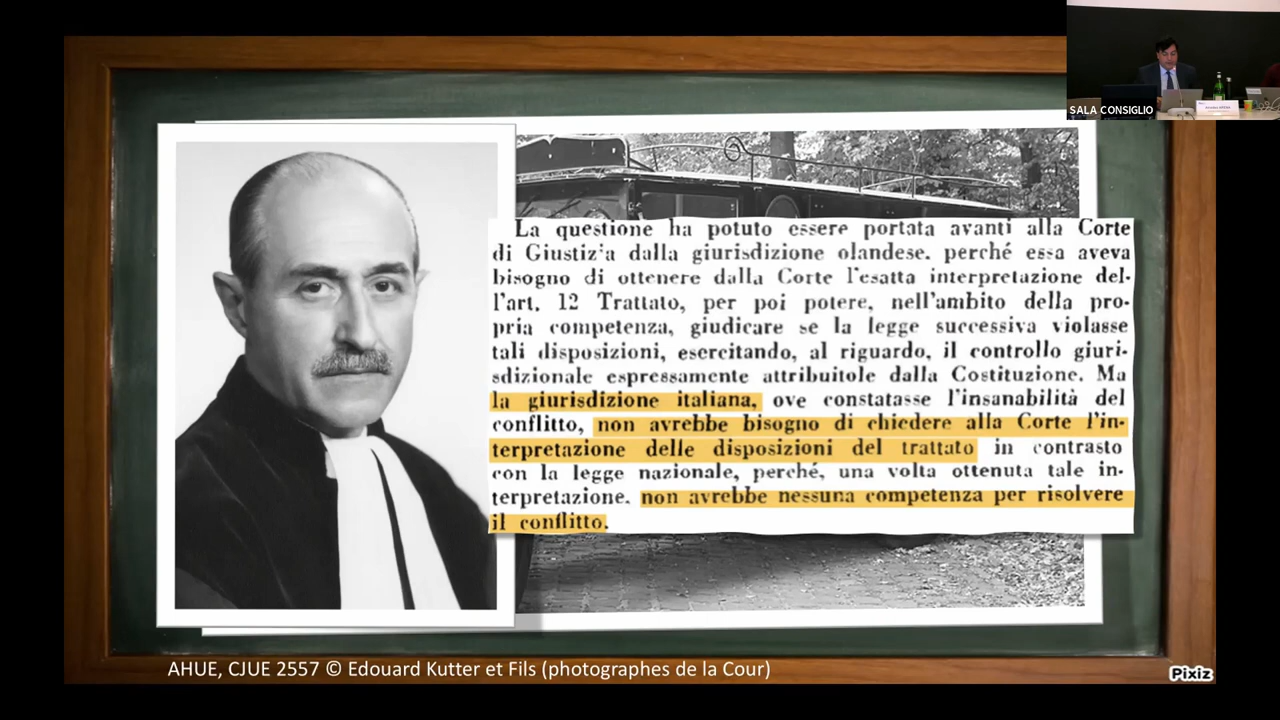 SALA CONSIGLIO
La questione ha potuto essere portata avanti alla Corte
di Giustiz'a dalla giurisdizione olandese. perché essa aveva
bisogno di ottenere dalla Corte l'esatta interpretazione del-
l'art. 12 Trattato, per poi potere, nell'ambito della pro-
pria competenza, giudicare se la legge successiva violasse
tali disposizioni, esercitando, al riguardo, il controllo giuri-
sdizionale espressamente attribuitole dalla Costituzione. Ma
la giurisdizione italiana, ove constatasse l'insanabilità del
conflitto, non avrebbe bisogno di chiedere alla Corte l'in-
terpretazione delle disposizioni del trattato in contrasto
con la legge nazionale, perché, una volta ottenuta tale in-
terpretazione. non avrebbe nessuna competenza per risolvere
il conflitto.
AHUE, CJUE 2557 © Edouard Kutter et Fils (photographes de la Cour)
Pixiz